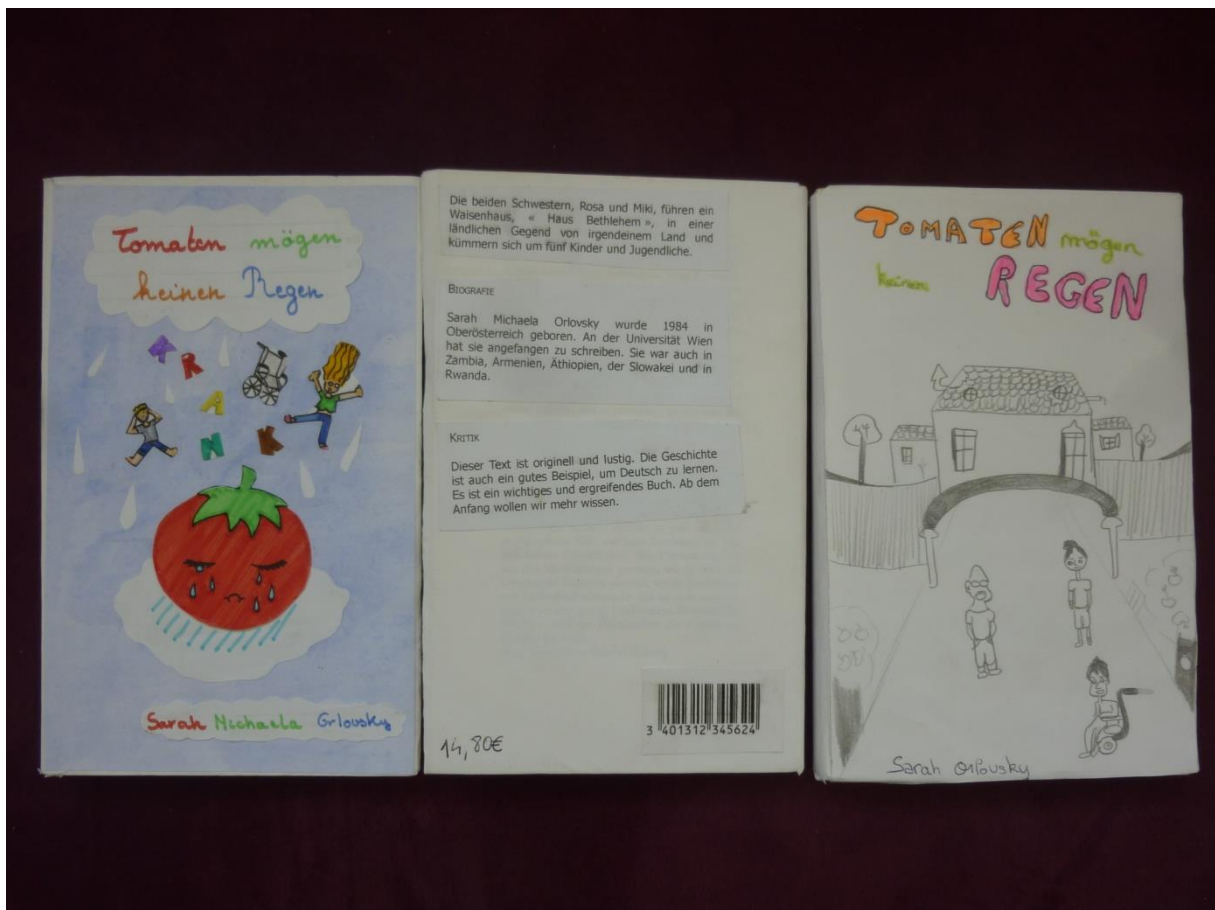 Tomaten mögen
keinen Regen
KRANK
Sarah Michaela Orlovsky
Die beiden Schwestern, Rosa und Miki, führen ein
Waisenhaus, « Haus Bethlehem », in einer
ländlichen Gegend von irgendeinem Land und
kümmern sich um fünf Kinder und Jugendliche.
BIOGRAFIE
Sarah Michaela Orlovsky wurde 1984 in
Oberösterreich geboren. An der Universität Wien
hat sie angefangen zu schreiben. Sie war auch in
Zambia, Armenien, Äthiopien, der Slowakei und in
Rwanda.
KRITIK
Dieser Text ist originell und lustig. Die Geschichte
ist auch ein gutes Beispiel, um Deutsch zu lernen.
Es ist ein wichtiges und ergreifendes Buch. Ab dem
Anfang wollen wir mehr wissen.
14,80€
3 401312 345624
TOMATEN mögen
keinen REGEN
Sarah Orlovsky